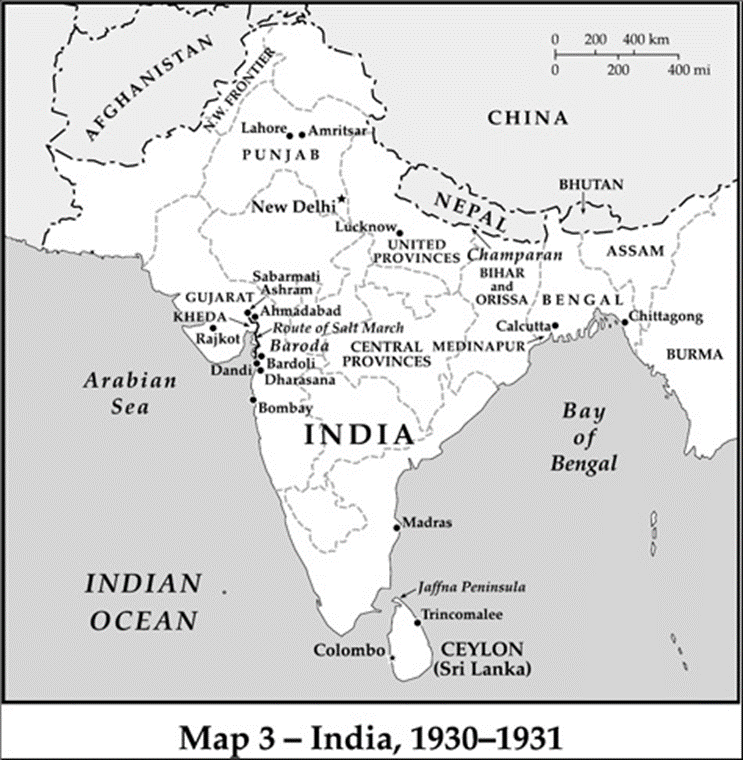 AFGHANISTAN
N.W. FRONTIER
0 200 400 km
0 200 400 mi
CHINA
Lahore Amritsar
PUNJAB
BHUTAN
NEPAL
New Delhi
Lucknow
UNITED
PROVINCES
Champaran
ASSAM
BIHAR
and
ORISSA
BENGAL
Sabarmati
Ashram
GUJARAT
KHEDA
Ahmadabad
Route of Salt March
Rajkot
Baroda
CENTRAL
PROVINCES
MEDINAPUR
Calcutta
Chittagong
BURMA
Dandi
Bardoli
Dharasana
Arabian
Sea
Bombay
INDIA
Bay
of
Bengal
Madras
INDIAN
OCEAN
Jaffna Peninsula
Trincomalee
Colombo
CEYLON
(Sri Lanka)
Map 3 – India, 1930–1931